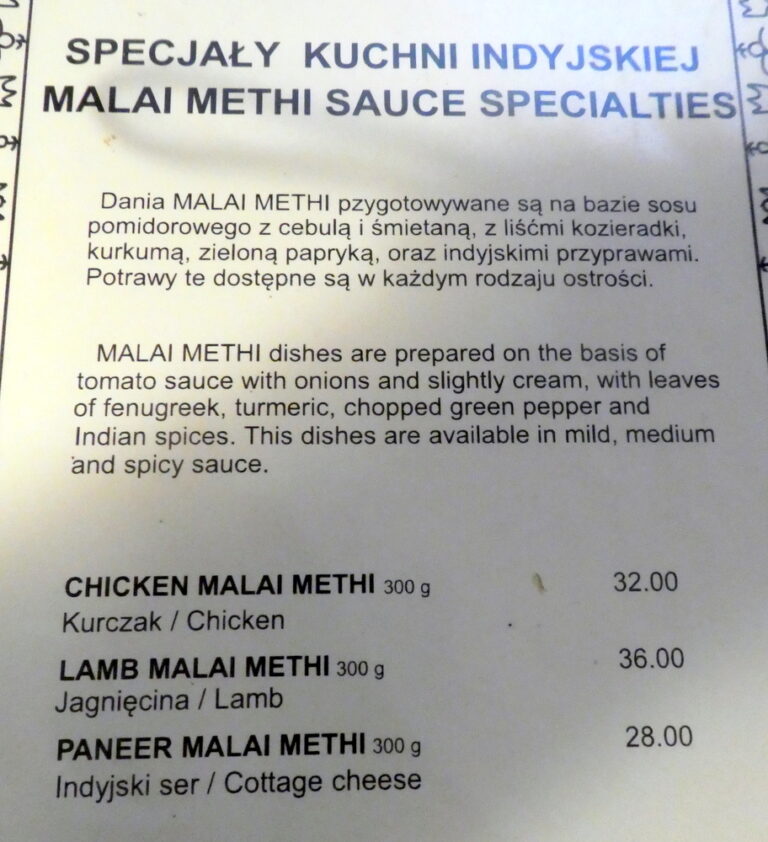 SPECJAŁY KUCHNI INDYJSKIEJ
MALAI METHI SAUCE SPECIALTIES
Dania MALAI METHI pzygotowywane są na bazie sosu
pomidorowego z cebulą i śmietaną, z liśćmi kozieradki,
kurkumą, zieloną papryką, oraz indyjskimi przyprawami.
Potrawy te dostępne są w każdym rodzaju ostrości.
MALAI METHI dishes are prepared on the basis of
tomato sauce with onions and slightly cream, with leaves
of fenugreek, turmeric, chopped green pepper and
Indian spices. This dishes are available in mild, medium
and spicy sauce.
CHICKEN MALAI METHI 300 g 32.00
Kurczak / Chicken
LAMB MALAI METHI 300 g 36.00
Jagnięcina / Lamb
PANEER MALAI METHI 300 g 28.00
Indyjski ser / Cottage cheese